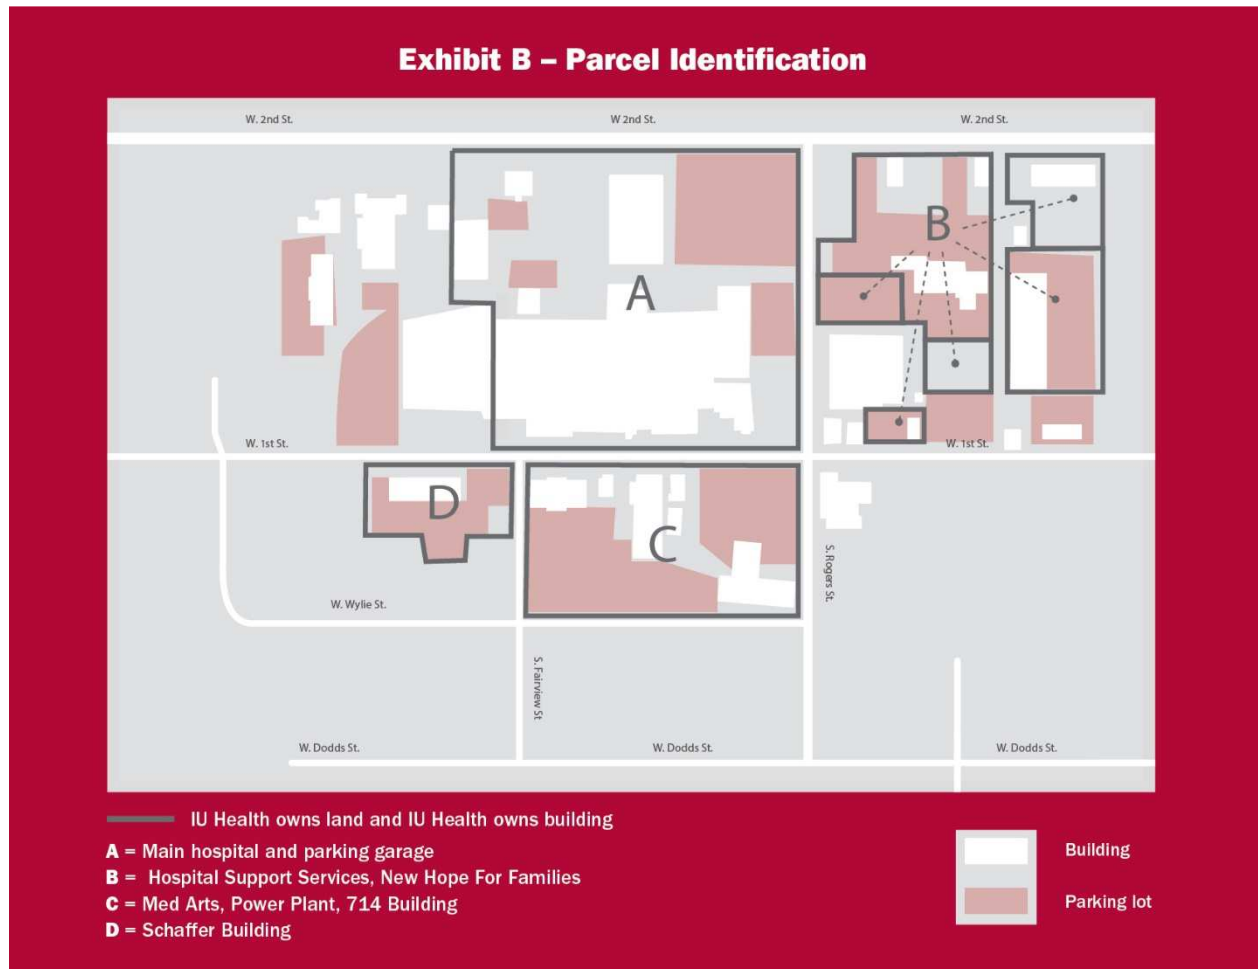 Exhibit B – Parcel Identification
W. 2nd St.
W 2nd St.
W. 2nd St.
B
A
W. 1st St.
W. 1st St.
D
C
S. Rogers St.
W. Wylie St.
S. Fairview St
W. Dodds St.
W. Dodds St.
W. Dodds St.
IU Health owns land and IU Health owns building
A = Main hospital and parking garage
B = Hospital Support Services, New Hope For Families
C = Med Arts, Power Plant, 714 Building
D = Schaffer Building
Building
Parking lot